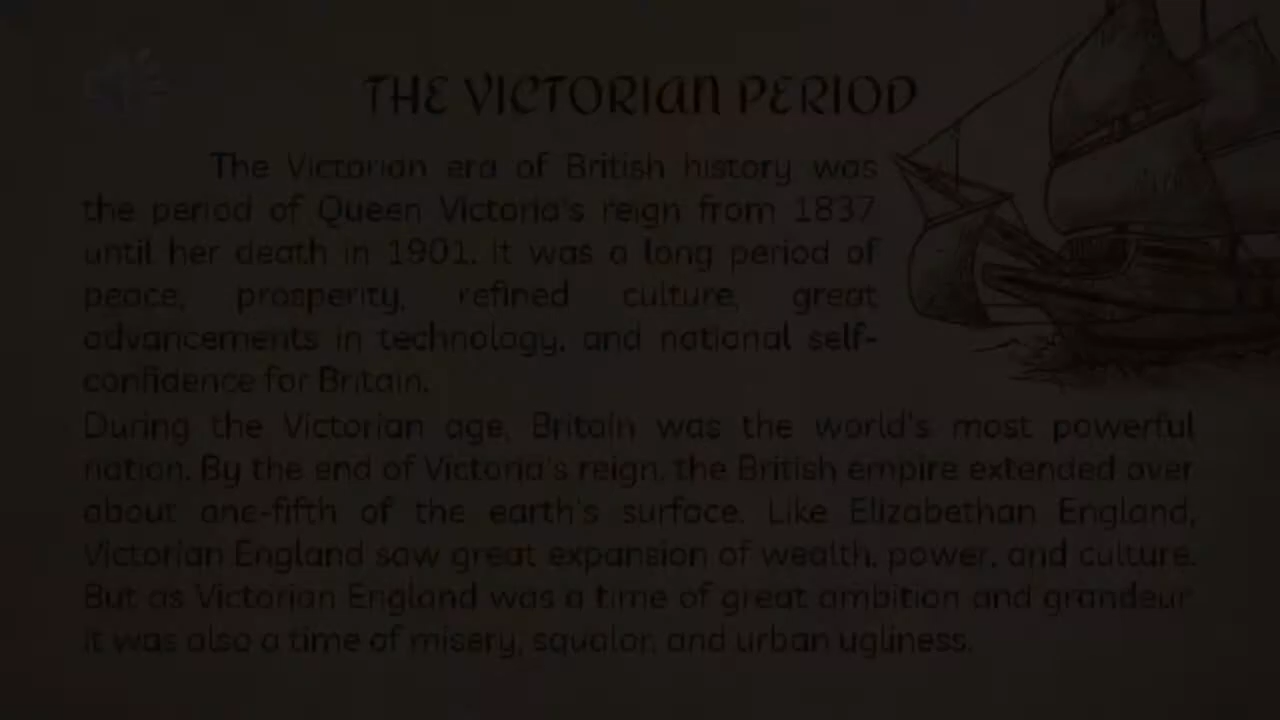 THE VICTORIAN PERIOD
The Victorian era of British history was
the period of Queen Victoria's reign from 1837
until her death in 1901. It was a long period of
peace, prosperity, refined culture, great
advancements in technology, and national self-
confidence for Britain.
During the Victorian age, Britain was the world's most powerful
nation. By the end of Victoria's reign, the British empire extended over
about one-fifth of the earth's surface. Like Elizabethan England,
Victorian England saw great expansion of wealth, power, and culture.
But as Victorian England was a time of great ambition and grandeur
it was also a time of misery, squalor, and urban ugliness.